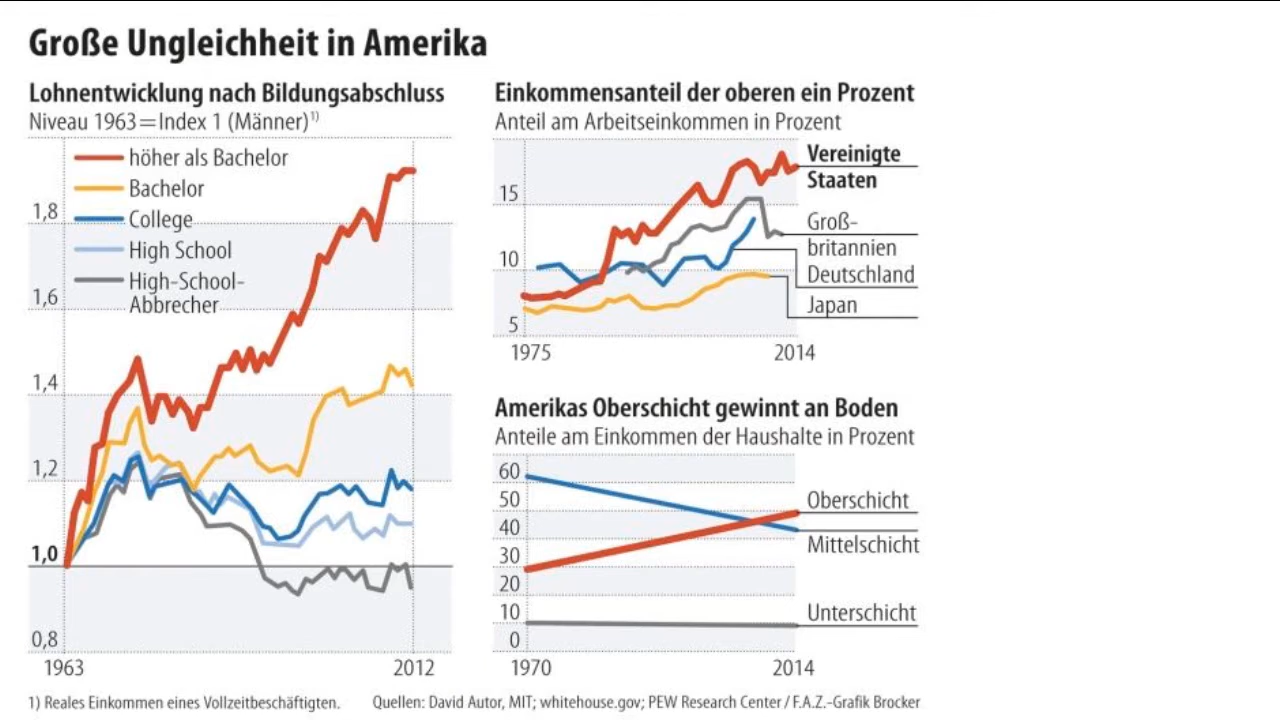 Große Ungleichheit in Amerika
Lohnentwicklung nach Bildungsabschluss
Niveau 1963=Index 1 (Männer)1)
höher als Bachelor
Bachelor
College
High School
High-School-
Abbrecher
1,8
1,6
1,4
1,2
1,0
0,8
1963
2012
Einkommensanteil der oberen ein Prozent
Anteil am Arbeitseinkommen in Prozent
15
10
5
1975
2014
Vereinigte
Staaten
Groß-
britannien
Deutschland
Japan
Amerikas Oberschicht gewinnt an Boden
Anteile am Einkommen der Haushalte in Prozent
60
50
40
30
20
10
0
1970
2014
Oberschicht
Mittelschicht
Unterschicht
1) Reales Einkommen eines Vollzeitbeschäftigten.
Quellen: David Autor, MIT; whitehouse.gov; PEW Research Center / F.A.Z.-Grafik Brocker